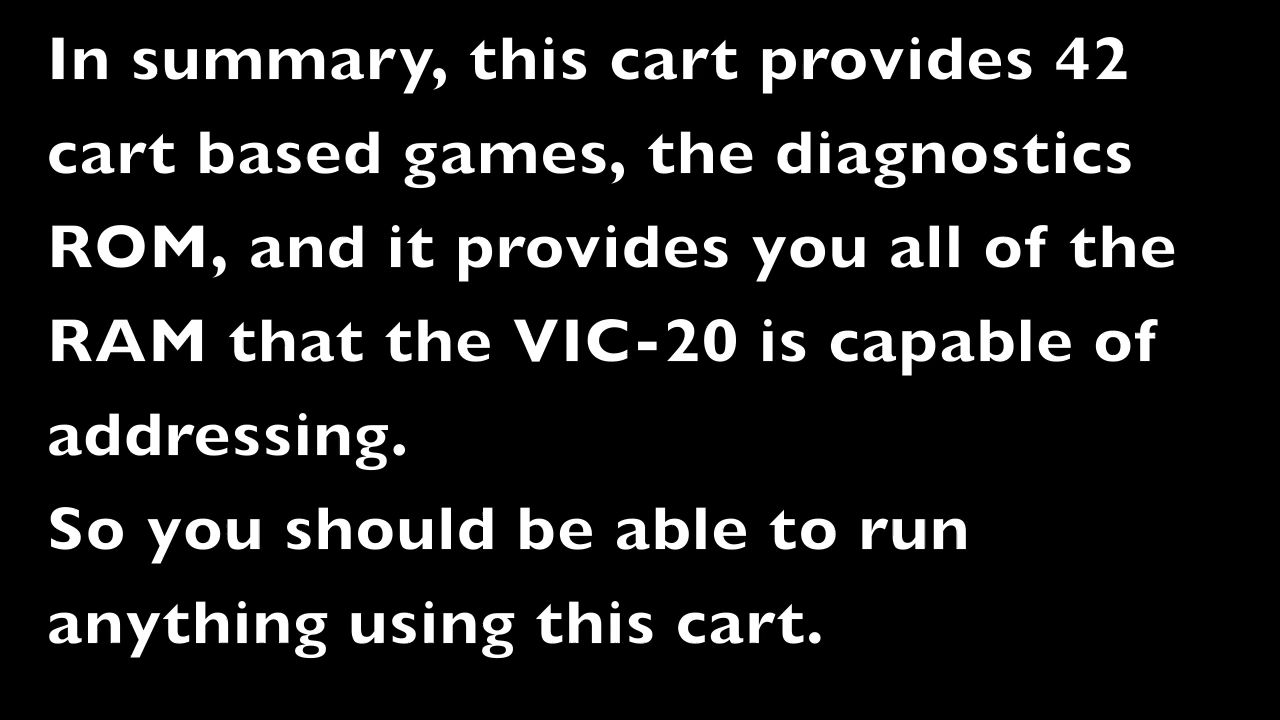 In summary, this cart provides 42
cart based games, the diagnostics
ROM, and it provides you all of the
RAM that the VIC-20 is capable of
addressing.
So you should be able to run
anything using this cart.